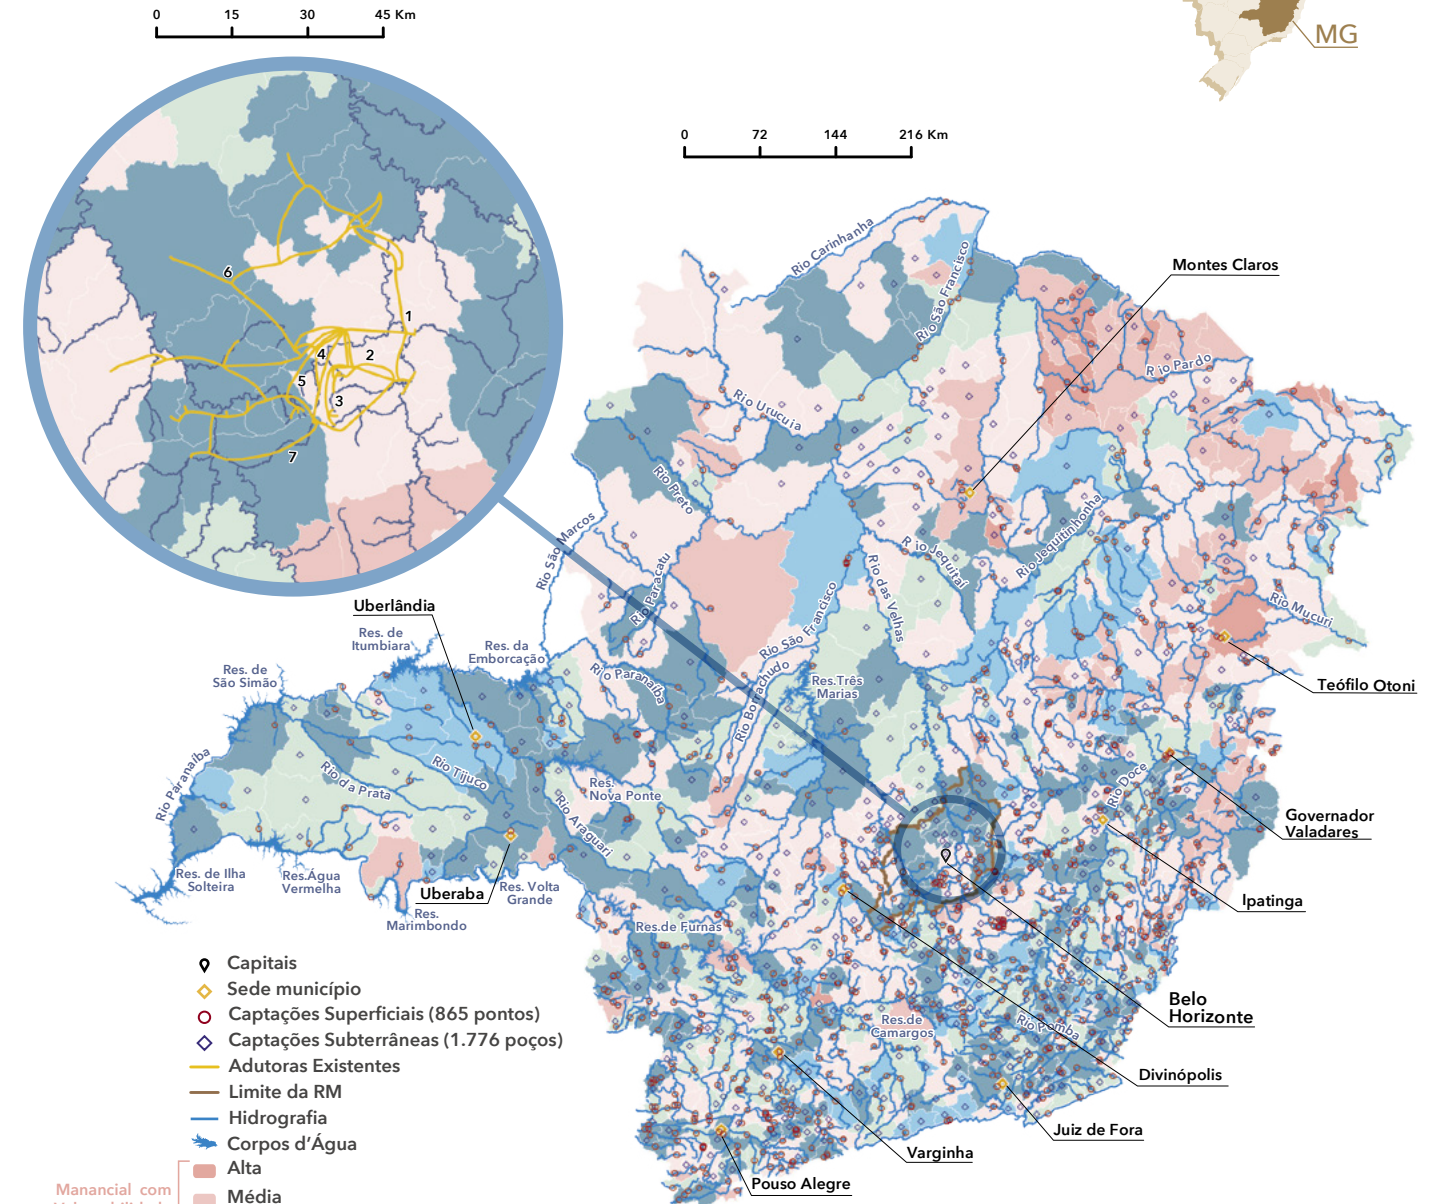 0 15 30 45 Km
MG
0 72 144 216 Km
6
1
4
2
5
3
7
Rio Carinhanha
Rio São Francisco
Montes Claros
Rio Pardo
Rio Urucuia
Rio Preto
Rio São Marcos
Rio Paracatu
Rio Jequitaí
Rio Jequitinhonha
Rio das Velhas
Rio São Francisco
Rio Mucuri
Uberlândia
Res. de
Itumbiara
Res. da
Emborcação
Res. de
São Simão
Rio Paranaíba
Rio Borrachudo
Res.Três
Marias
Teófilo Otoni
Rio Paranaíba
Rio da Prata
Rio Tijuco
Res.
Nova Ponte
Rio Araguari
Rio Doce
Governador
Valadares
Res. de Ilha
Solteira
Res.Água
Vermelha
Uberaba
Res. Volta
Grande
Res.
Marimbondo
Res.de Furnas
Ipatinga
Belo
Horizonte
Res.de
Camargos
Rio Pomba
Divinópolis
Juiz de Fora
Varginha
Pouso Alegre
Capitais
Sede município
Captações Superficiais (865 pontos)
Captações Subterrâneas (1.776 poços)
Adutoras Existentes
Limite da RM
Hidrografia
Corpos d’Água
Alta
Manancial com
Média